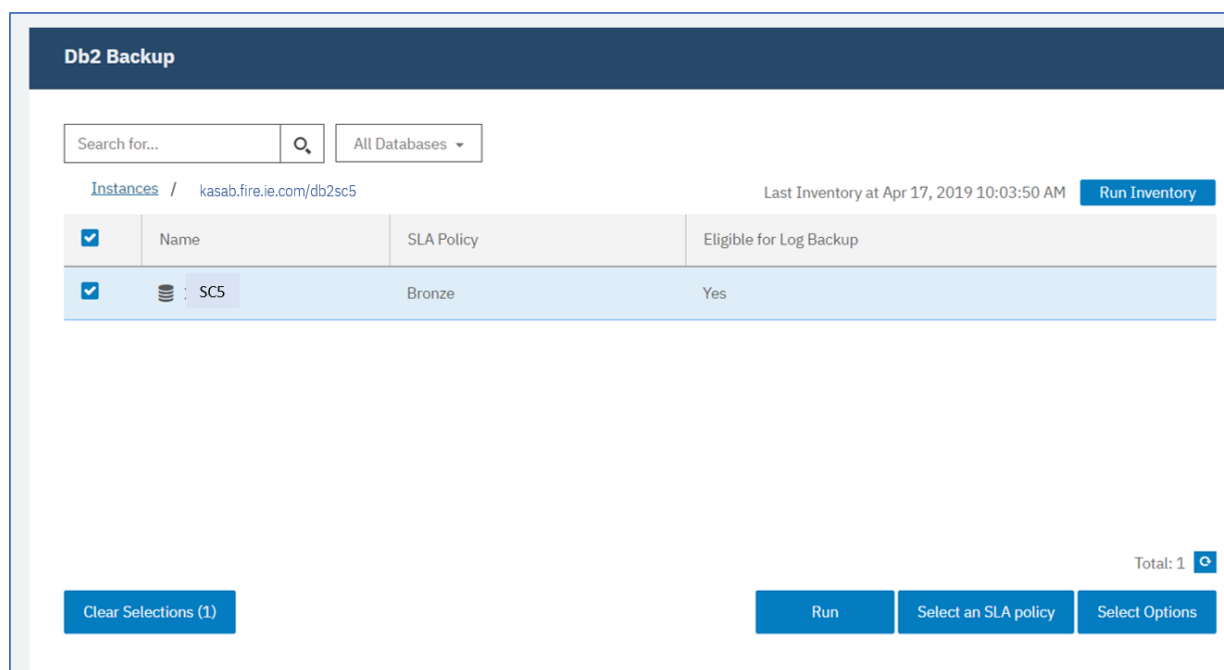 Db2 Backup
Search for... All Databases
Instances / kasab.fire.ie.com/db2sc5 Last Inventory at Apr 17, 2019 10:03:50 AM Run Inventory
Name SLA Policy Eligible for Log Backup
SC5 Bronze Yes
Total: 1
Clear Selections (1) Run Select an SLA policy Select Options